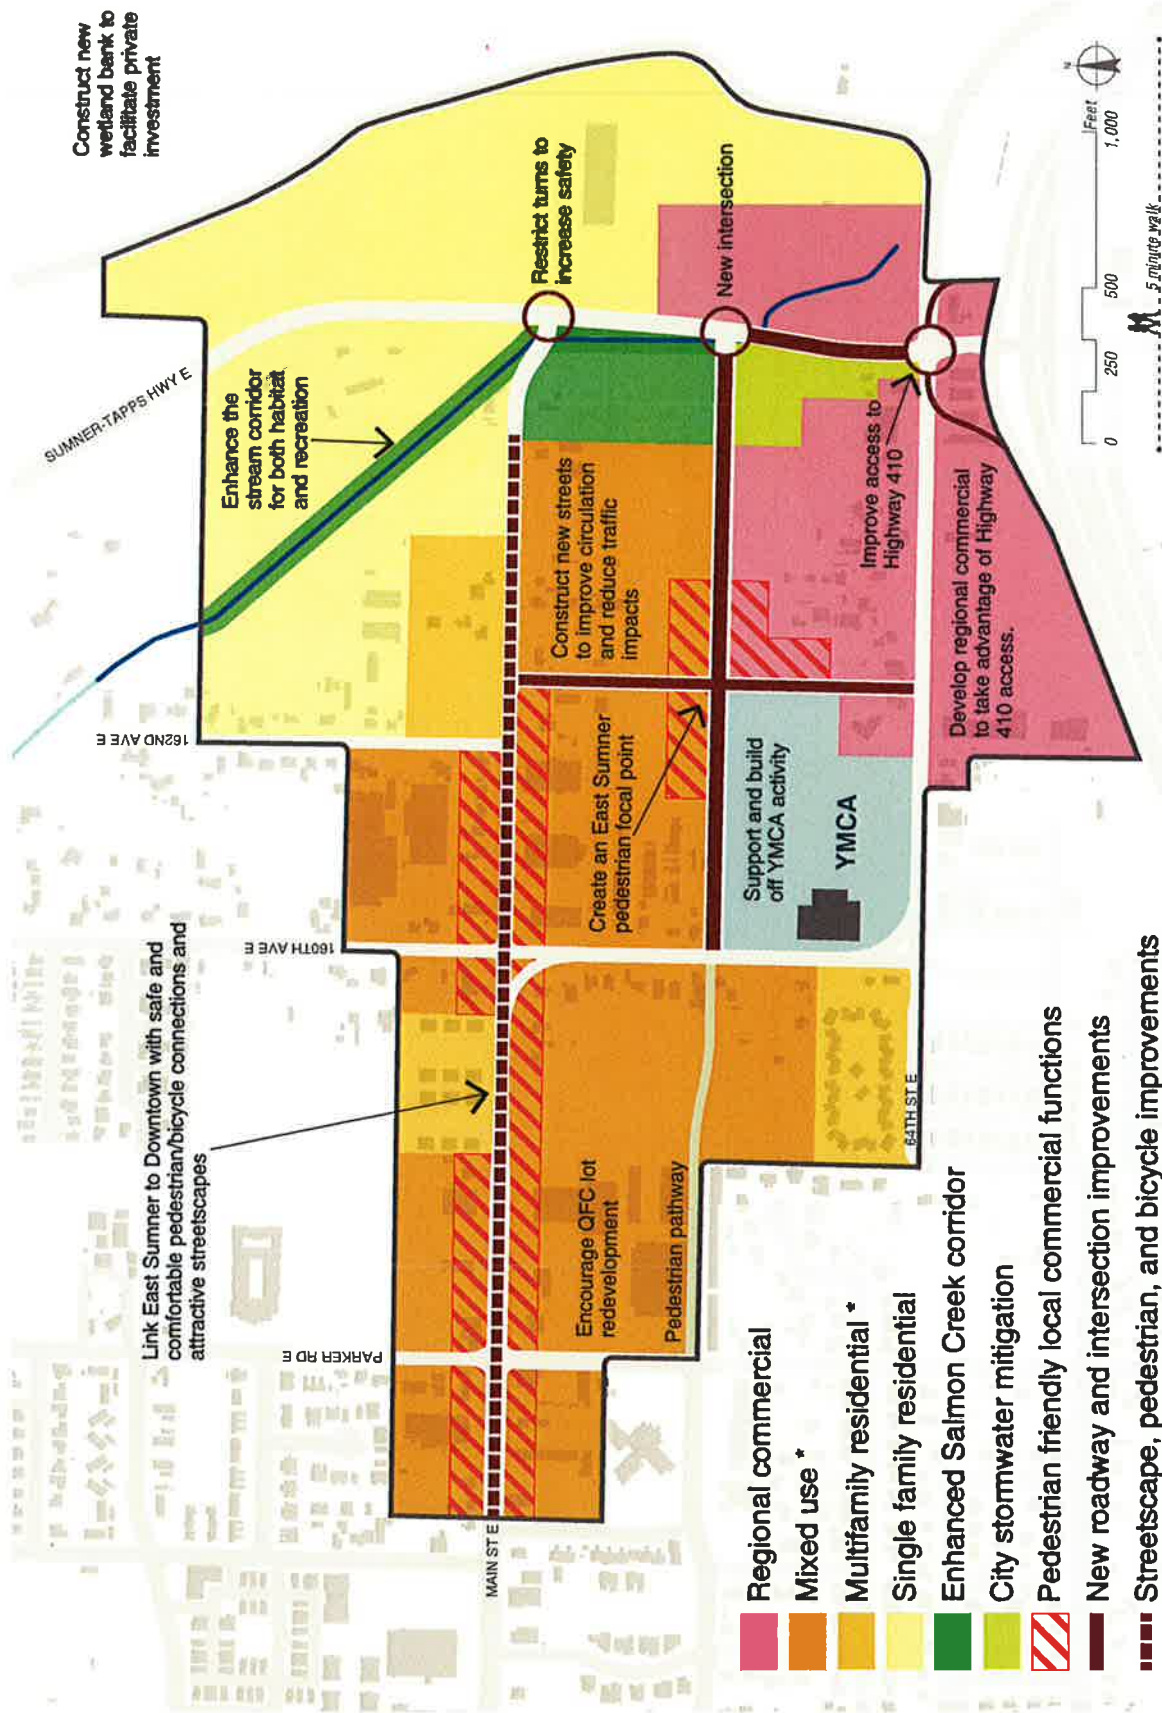 Construct new
wetland bank to
facilitate private
investment
SUMNER-TAPPS HWY E
Enhance the
stream corridor
for both habitat
and recreation
Restrict turns to
increase safety
New intersection
162ND AVE E
160TH AVE E
PARKER RD E
Link East Sumner to Downtown with safe and
comfortable pedestrian/bicycle connections and
attractive streetscapes
Construct new streets
to improve circulation
and reduce traffic
impacts
Create an East Sumner
pedestrian focal point
Improve access to
Highway 410
Support and build
off YMCA activity
YMCA
Develop regional commercial
to take advantage of Highway
410 access.
Encourage QFC lot
redevelopment
Pedestrian pathway
MAIN ST E
64TH ST E
Regional commercial
Mixed use *
Multifamily residential *
Single family residential
Enhanced Salmon Creek corridor
City stormwater mitigation
Pedestrian friendly local commercial functions
New roadway and intersection improvements
Streetscape, pedestrian, and bicycle improvements
N
Feet
0 250 500 1,000
5 minute walk